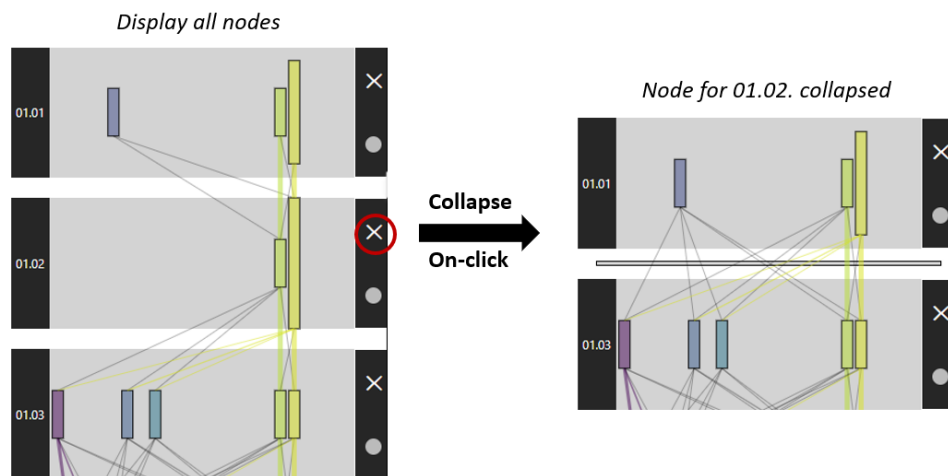 Display all nodes
01.01
01.02
01.03
Collapse
On-click
Node for 01.02. collapsed
01.01
01.03